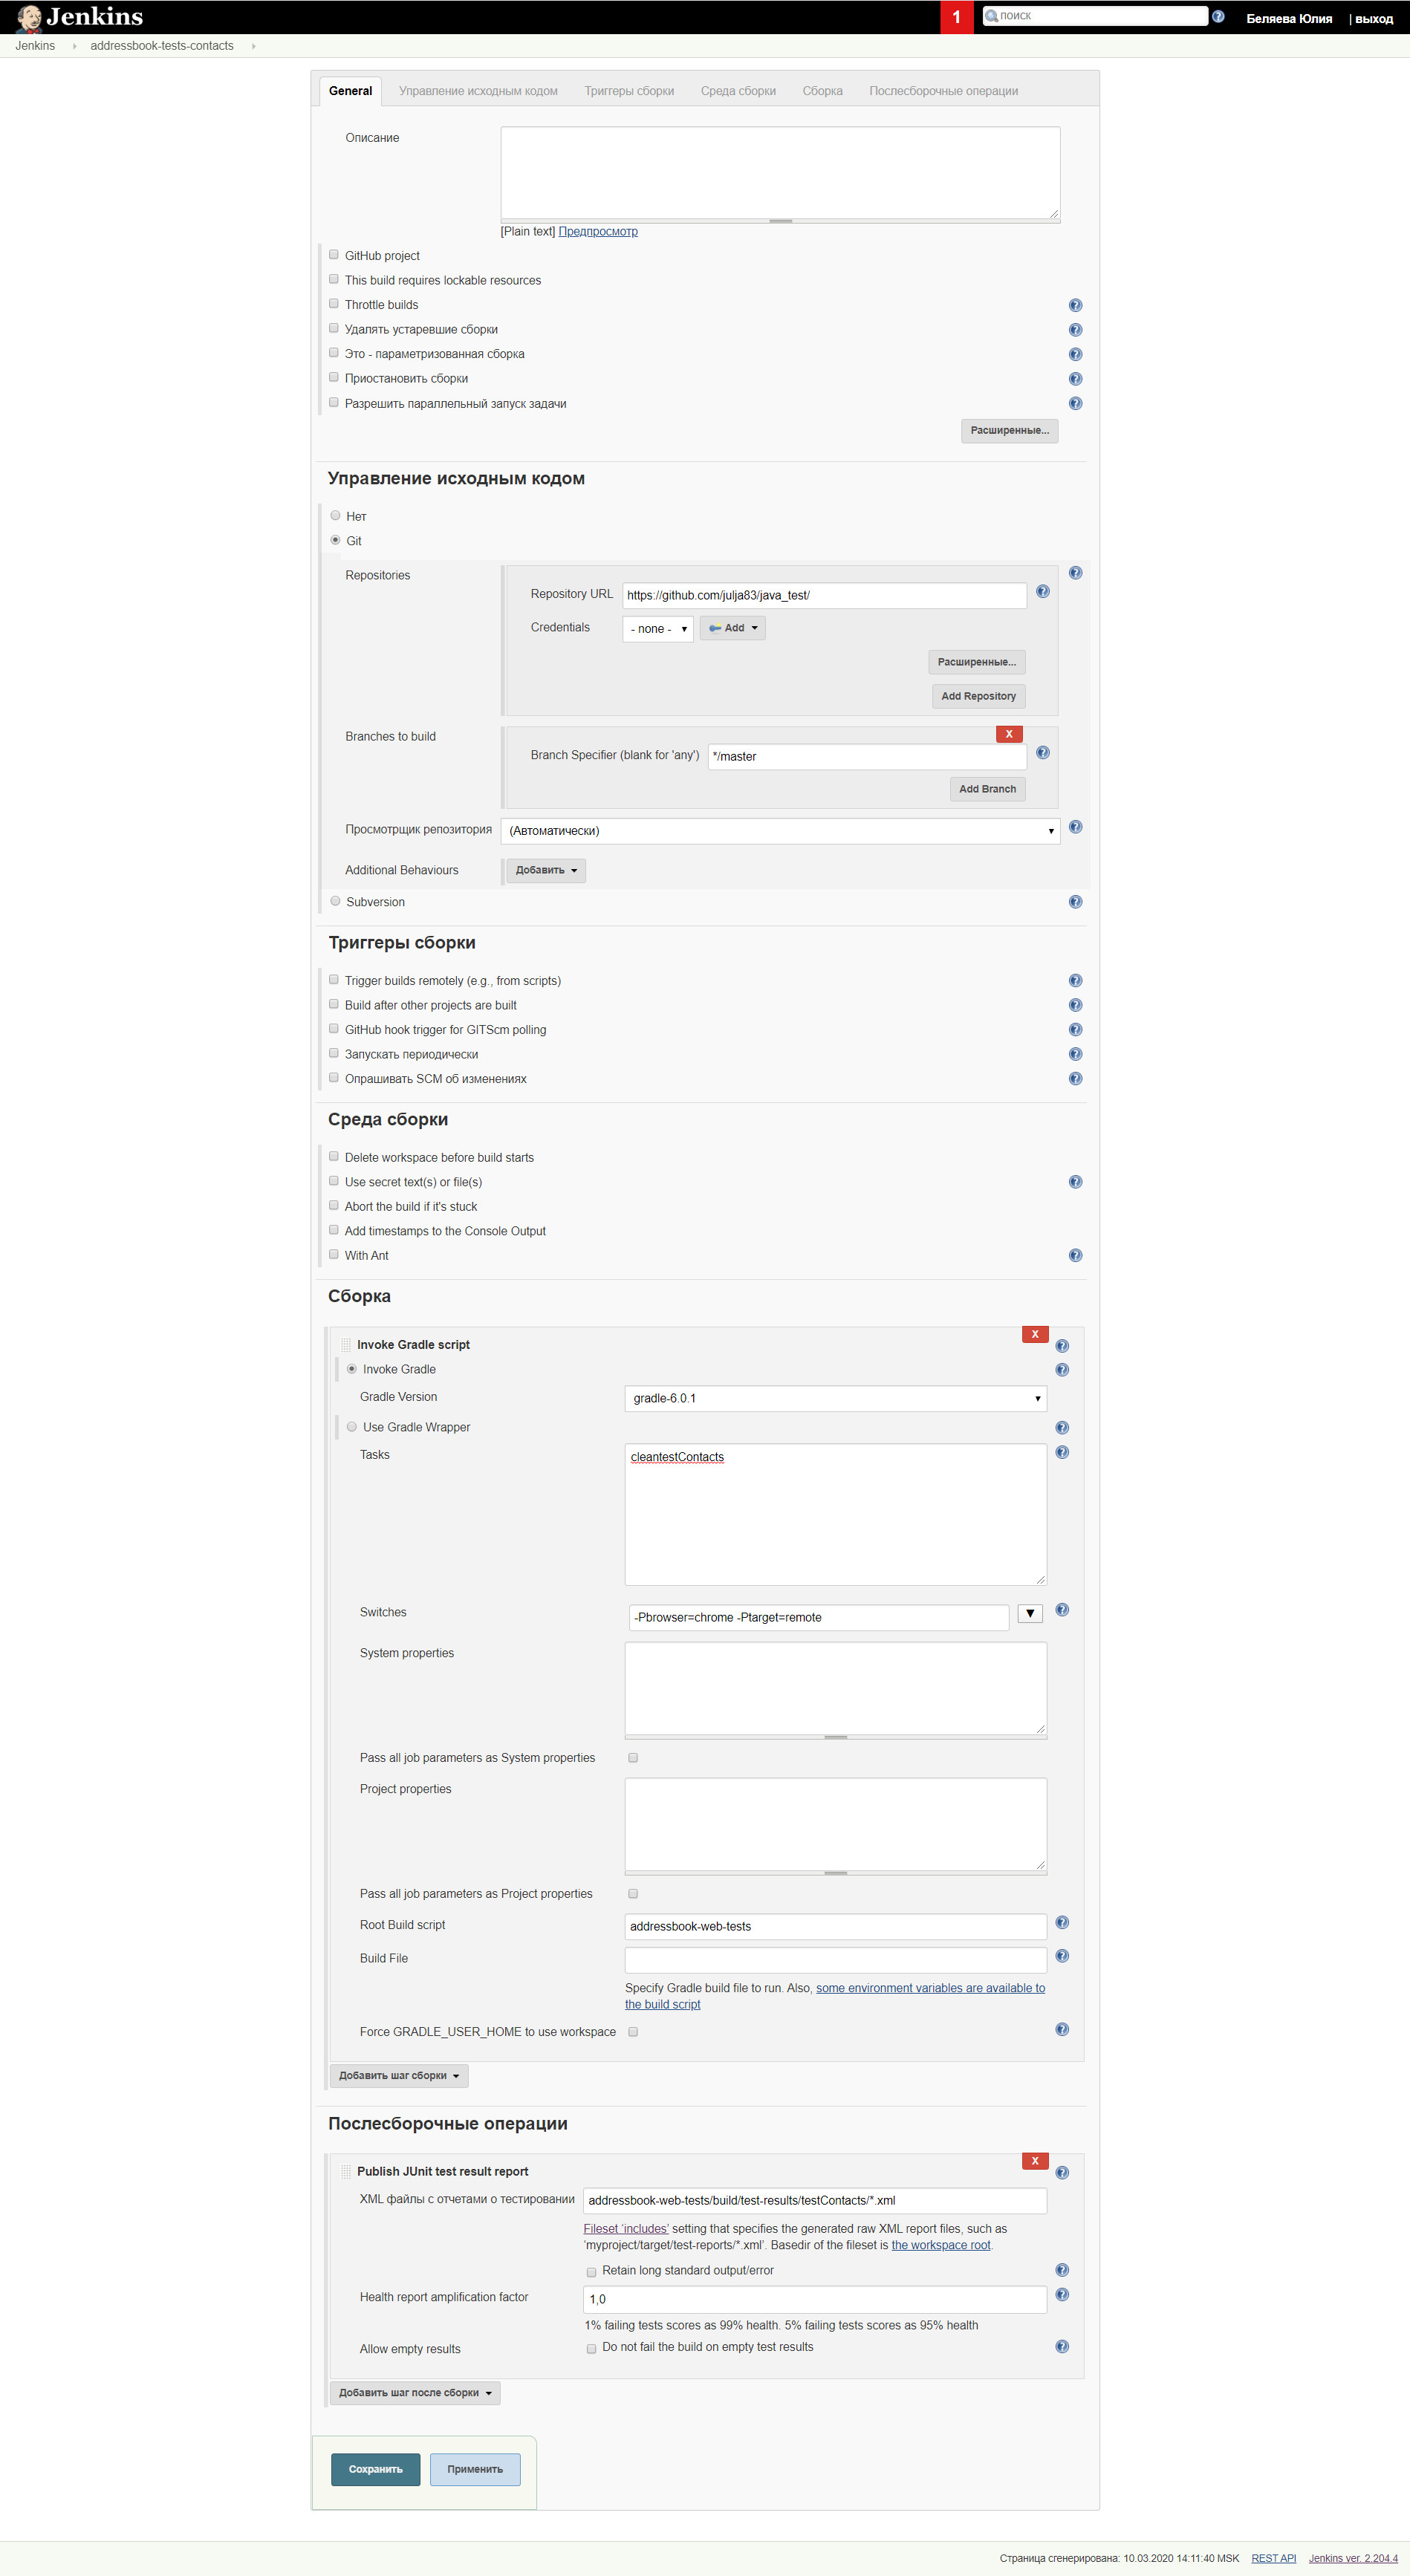 Jenkins
1
поиск
Беляева Юлия
| выход
Jenkins
addressbook-tests-contacts
General
Управление исходным кодом
Триггеры сборки
Среда сборки
Сборка
Послесборочные операции
Описание
[Plain text] Предпросмотр
GitHub project
This build requires lockable resources
Throttle builds
Удалять устаревшие сборки
Это - параметризованная сборка
Приостановить сборки
Разрешить параллельный запуск задачи
Расширенные...
Управление исходным кодом
Нет
Git
Repositories
Repository URL
https://github.com/julja83/java_test/
Credentials
- none -
Add
Расширенные...
Add Repository
Branches to build
X
Branch Specifier (blank for 'any')
*/master
Add Branch
Просмотрщик репозитория
(Автоматически)
Additional Behaviours
Добавить
Subversion
Триггеры сборки
Trigger builds remotely (e.g., from scripts)
Build after other projects are built
GitHub hook trigger for GITScm polling
Запускать периодически
Опрашивать SCM об изменениях
Среда сборки
Delete workspace before build starts
Use secret text(s) or file(s)
Abort the build if it's stuck
Add timestamps to the Console Output
With Ant
Сборка
X
Invoke Gradle script
Invoke Gradle
Gradle Version
gradle-6.0.1
Use Gradle Wrapper
Tasks
cleantestContacts
Switches
-Pbrowser=chrome -Ptarget=remote
System properties
Pass all job parameters as System properties
Project properties
Pass all job parameters as Project properties
Root Build script
addressbook-web-tests
Build File
Specify Gradle build file to run. Also, some environment variables are available to
the build script
Force GRADLE_USER_HOME to use workspace
Добавить шаг сборки
Послесборочные операции
X
Publish JUnit test result report
XML файлы с отчетами о тестировании
addressbook-web-tests/build/test-results/testContacts/*.xml
Fileset ‘includes’ setting that specifies the generated raw XML report files, such as
‘myproject/target/test-reports/*.xml’. Basedir of the fileset is the workspace root.
Retain long standard output/error
Health report amplification factor
1,0
1% failing tests scores as 99% health. 5% failing tests scores as 95% health
Allow empty results
Do not fail the build on empty test results
Добавить шаг после сборки
Сохранить
Применить
Страница сгенерирована: 10.03.2020 14:11:40 MSK
REST API
Jenkins ver. 2.204.4